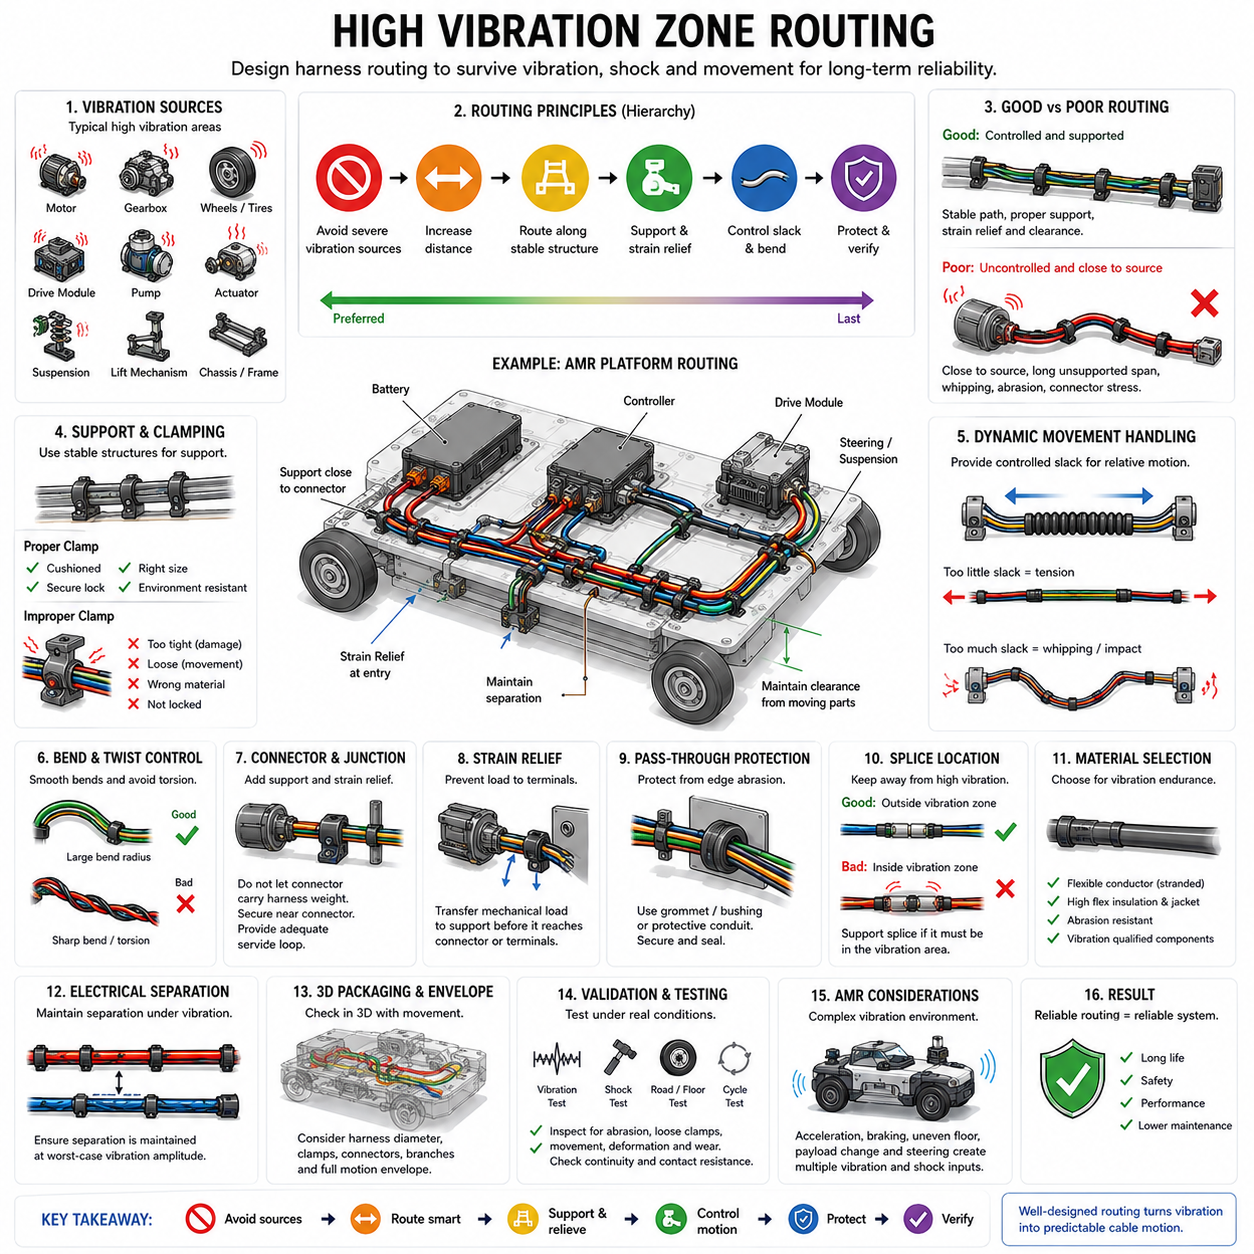 HIGH VIBRATION ZONE ROUTING
Design harness routing to survive vibration, shock and movement for long-term reliability.
1. VIBRATION SOURCES
Typical high vibration areas
Motor
Gearbox
Wheels / Tires
Drive Module
Pump
Actuator
Suspension
Lift Mechanism
Chassis / Frame
2. ROUTING PRINCIPLES (Hierarchy)
Avoid severe
vibration sources
Increase
distance
Route along
stable structure
Support &
strain relief
Control slack
& bend
Protect &
verify
Preferred
Last
3. GOOD vs POOR ROUTING
Good: Controlled and supported
Stable path, proper support,
strain relief and clearance.
Poor: Uncontrolled and close to source
Close to source, long unsupported span,
whipping, abrasion, connector stress.
EXAMPLE: AMR PLATFORM ROUTING
Battery
Controller
Drive Module
Steering /
Suspension
Support close
to connector
Strain Relief
at entry
Maintain
separation
Maintain clearance
from moving parts
4. SUPPORT & CLAMPING
Use stable structures for support.
Proper Clamp
Cushioned
Right size
Secure lock
Environment resistant
Improper Clamp
Too tight (damage)
Loose (movement)
Wrong material
Not locked
5. DYNAMIC MOVEMENT HANDLING
Provide controlled slack for relative motion.
Too little slack = tension
Too much slack = whipping / impact
6. BEND & TWIST CONTROL
Smooth bends and avoid torsion.
Good
Large bend radius
Bad
Sharp bend / torsion
7. CONNECTOR & JUNCTION
Add support and strain relief.
Do not let connector
carry harness weight.
Secure near connector.
Provide adequate
servide loop.
8. STRAIN RELIEF
Prevent load to terminals.
Transfer mechanical load
to support before it reaches
connector or terminals.
9. PASS-THROUGH PROTECTION
Protect from edge abrasion.
Use grommet / bushing
or protective conduit.
Secure and seal.
10. SPLICE LOCATION
Keep away from high vibration.
Good: Outside vibration zone
Bad: Inside vibration zone
Support splice if it must be
in the vibration area.
11. MATERIAL SELECTION
Choose for vibration endurance.
Flexible conductor (stranded)
High flex insulation & jacket
Abrasion resistant
Vibration qualified components
12. ELECTRICAL SEPARATION
Maintain separation under vibration.
Ensure separation is maintained
at worst-case vibration amplitude.
13. 3D PACKAGING & ENVELOPE
Check in 3D with movement.
Consider harness diameter,
clamps, connectors, branches
and full motion envelope.
14. VALIDATION & TESTING
Test under real conditions.
Vibration
Test
Shock
Test
Road / Floor
Test
Cycle
Test
Inspect for abrasion, loose clamps,
movement, deformation and wear.
Check continuity and contact resistance.
15. AMR CONSIDERATIONS
Complex vibration environment.
Acceleration, braking, uneven floor,
payload change and steering create
multiple vibration and shock inputs.
16. RESULT
Reliable routing = reliable system.
Long life
Safety
Performance
Lower maintenance
KEY TAKEAWAY:
Avoid sources
Route smart
Support &
relieve
Control
motion
Protect
Verify
Well-designed routing turns vibration
into predictable cable motion.